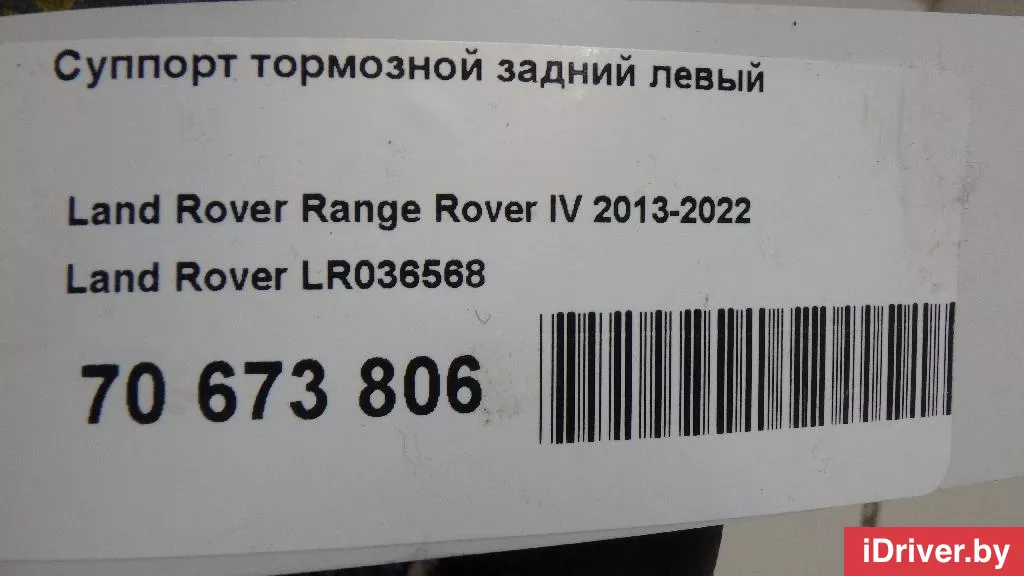 Суппорт тормозной задний левый
Land Rover Range Rover IV 2013-2022
Land Rover LR036568
70 673 806
iDriver.by